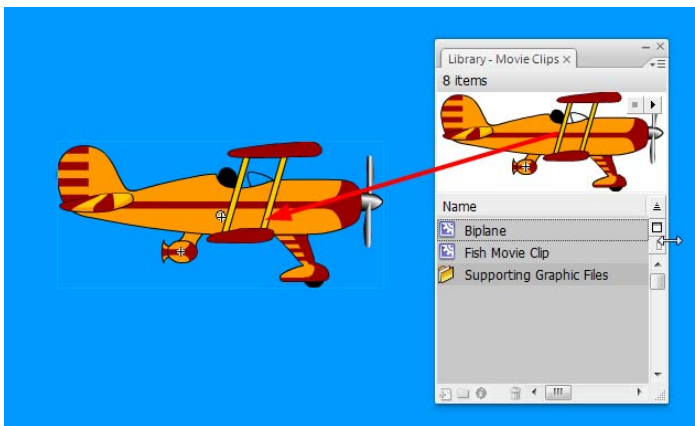 Library - Movie Clips ×
8 items
Name
Biplane
Fish Movie Clip
Supporting Graphic Files